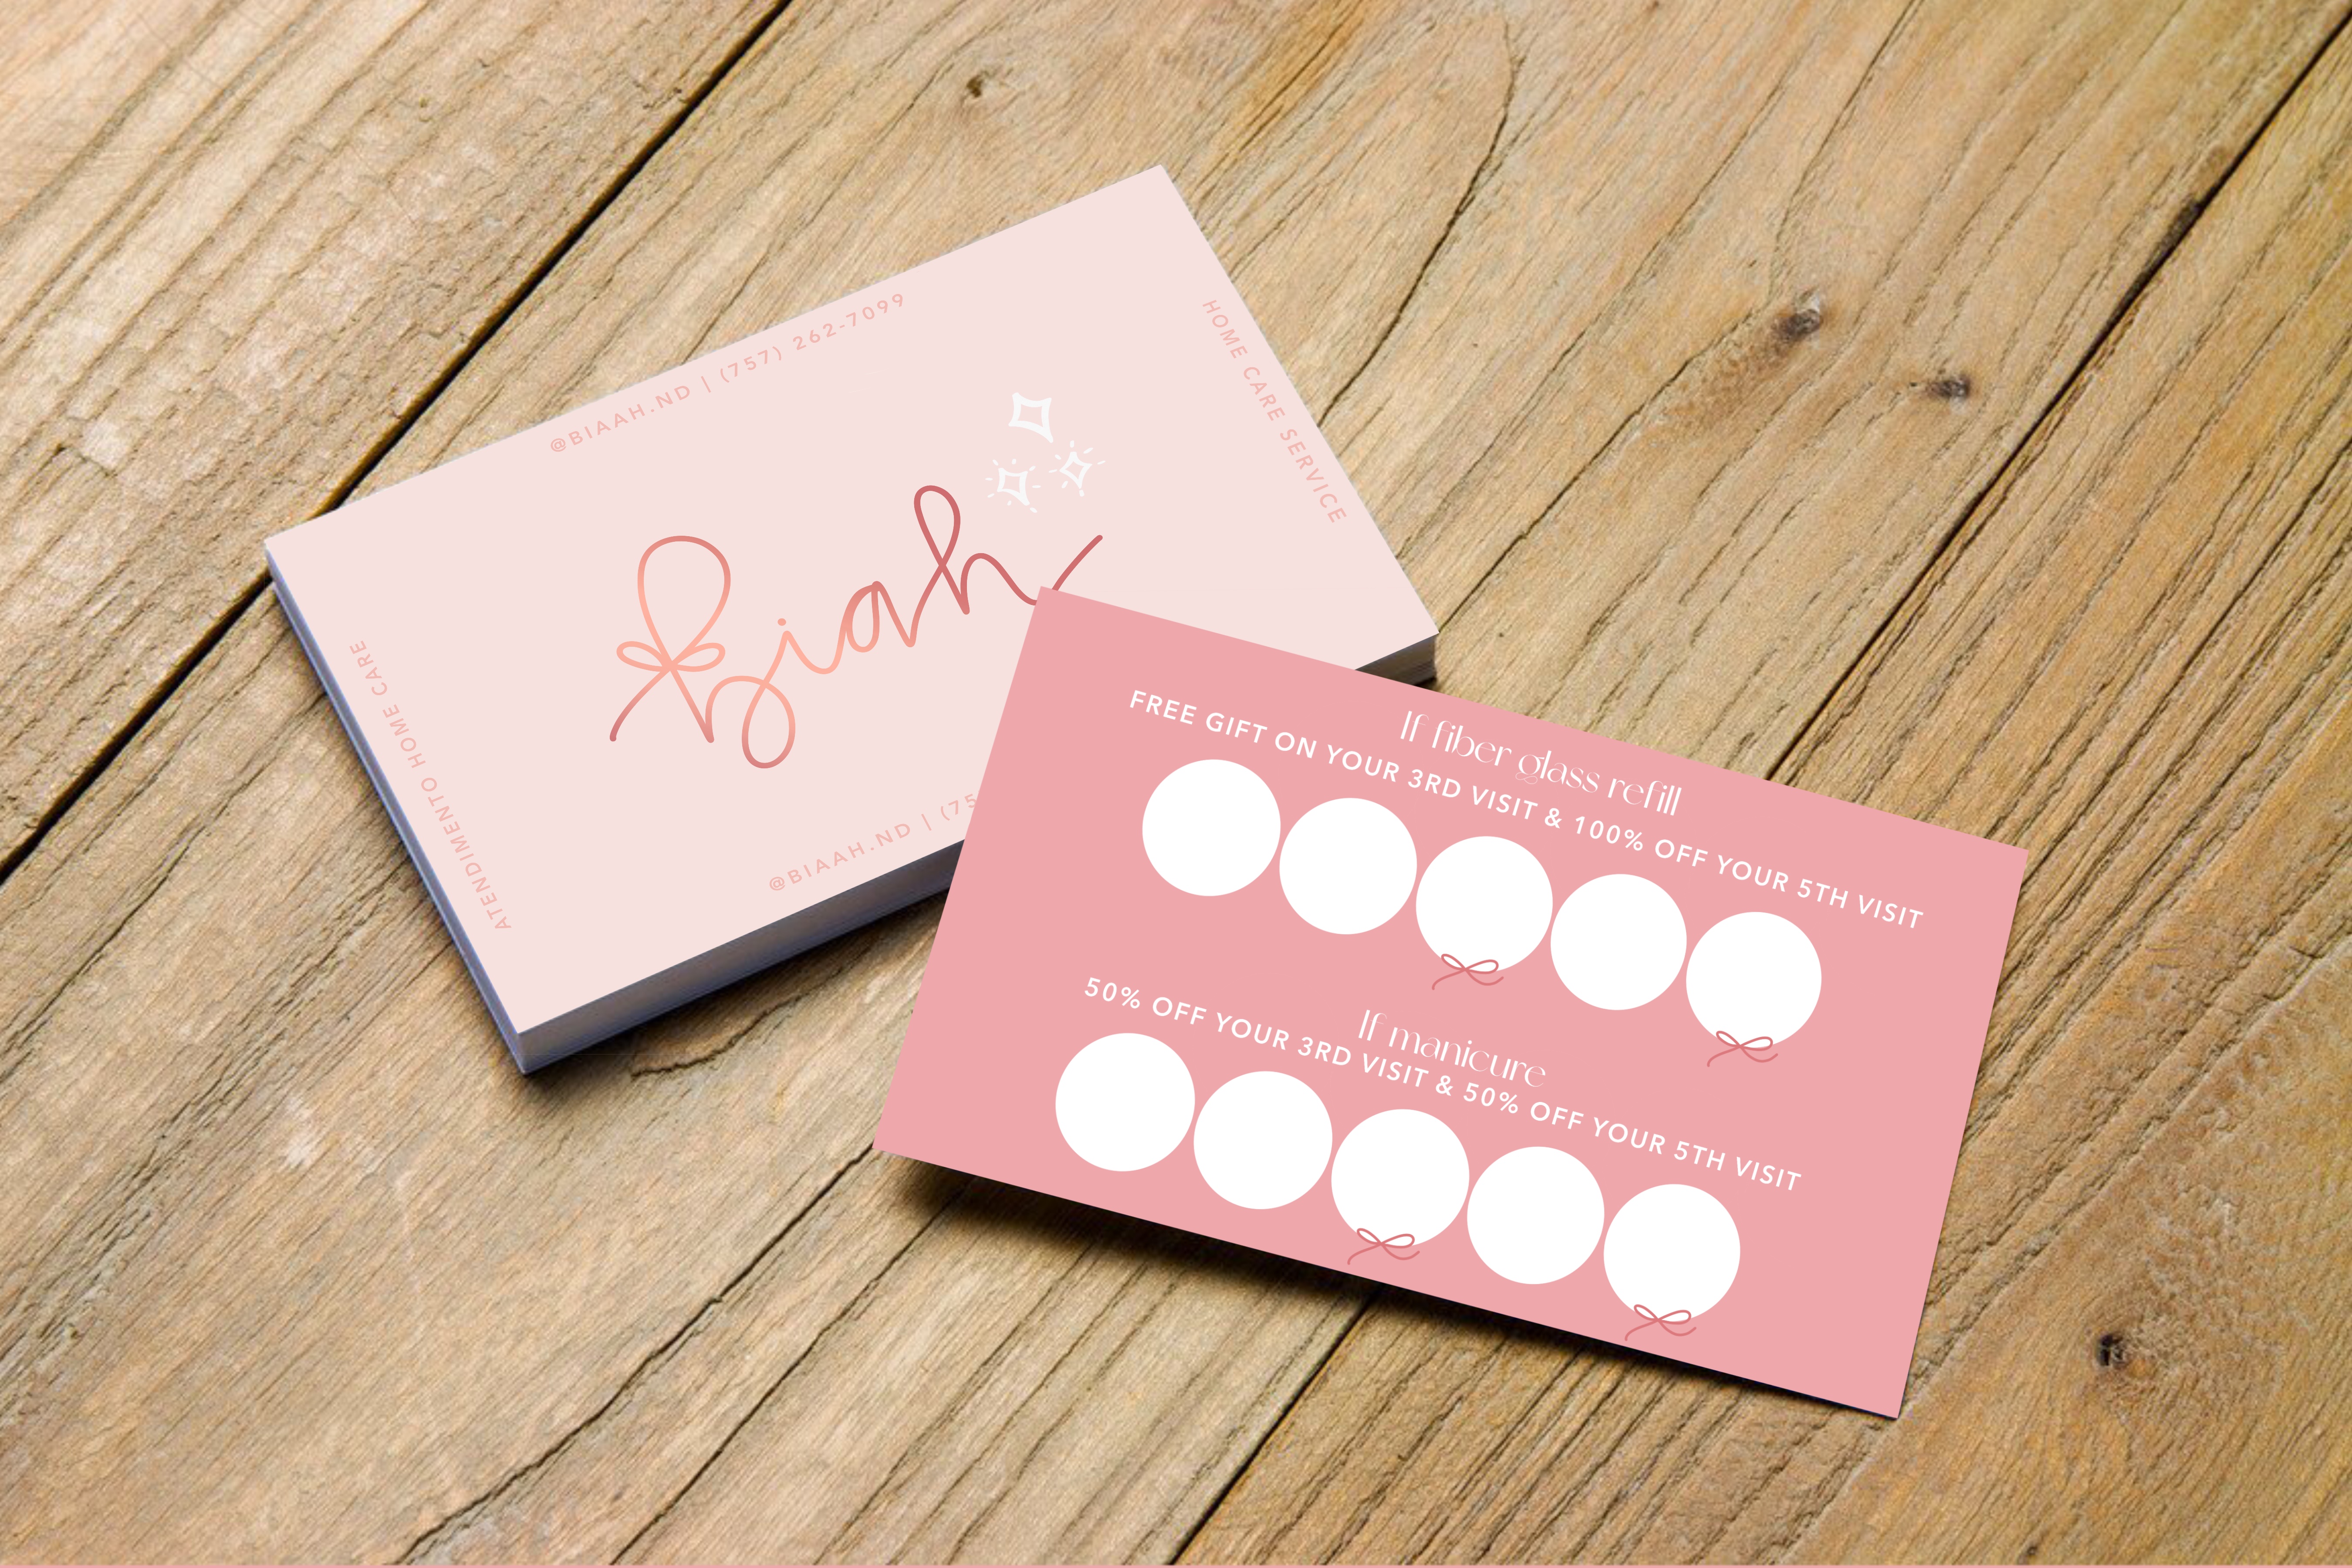 @BIAAH.ND | (757) 262-7099
HOME CARE SERVICE
biah
ATENDIMENTO HOME CARE
@BIAAH.ND | (75
If fiber glass refill
FREE GIFT ON YOUR 3RD VISIT & 100% OFF YOUR 5TH VISIT
If manicure
50% OFF YOUR 3RD VISIT & 50% OFF YOUR 5TH VISIT